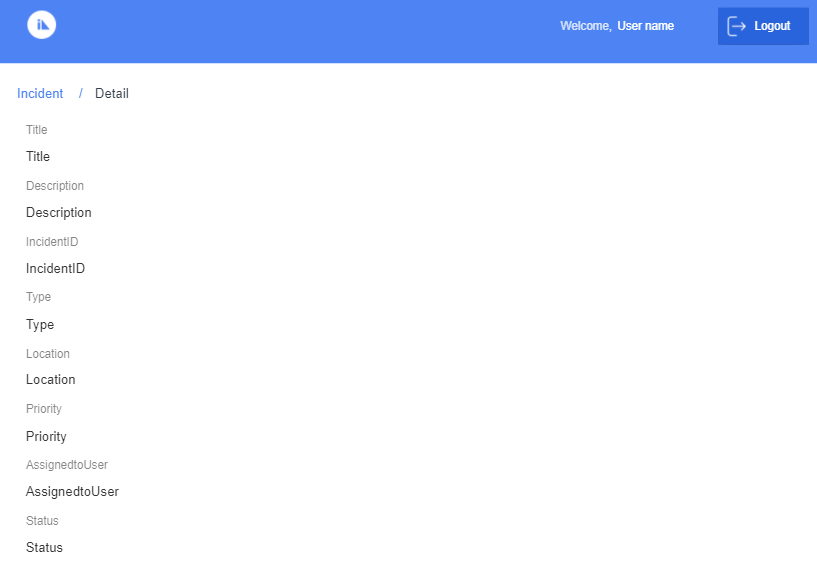 Welcome, User name Logout
Incident / Detail
Title
Title
Description
Description
IncidentID
IncidentID
Type
Type
Location
Location
Priority
Priority
AssignedtoUser
AssignedtoUser
Status
Status